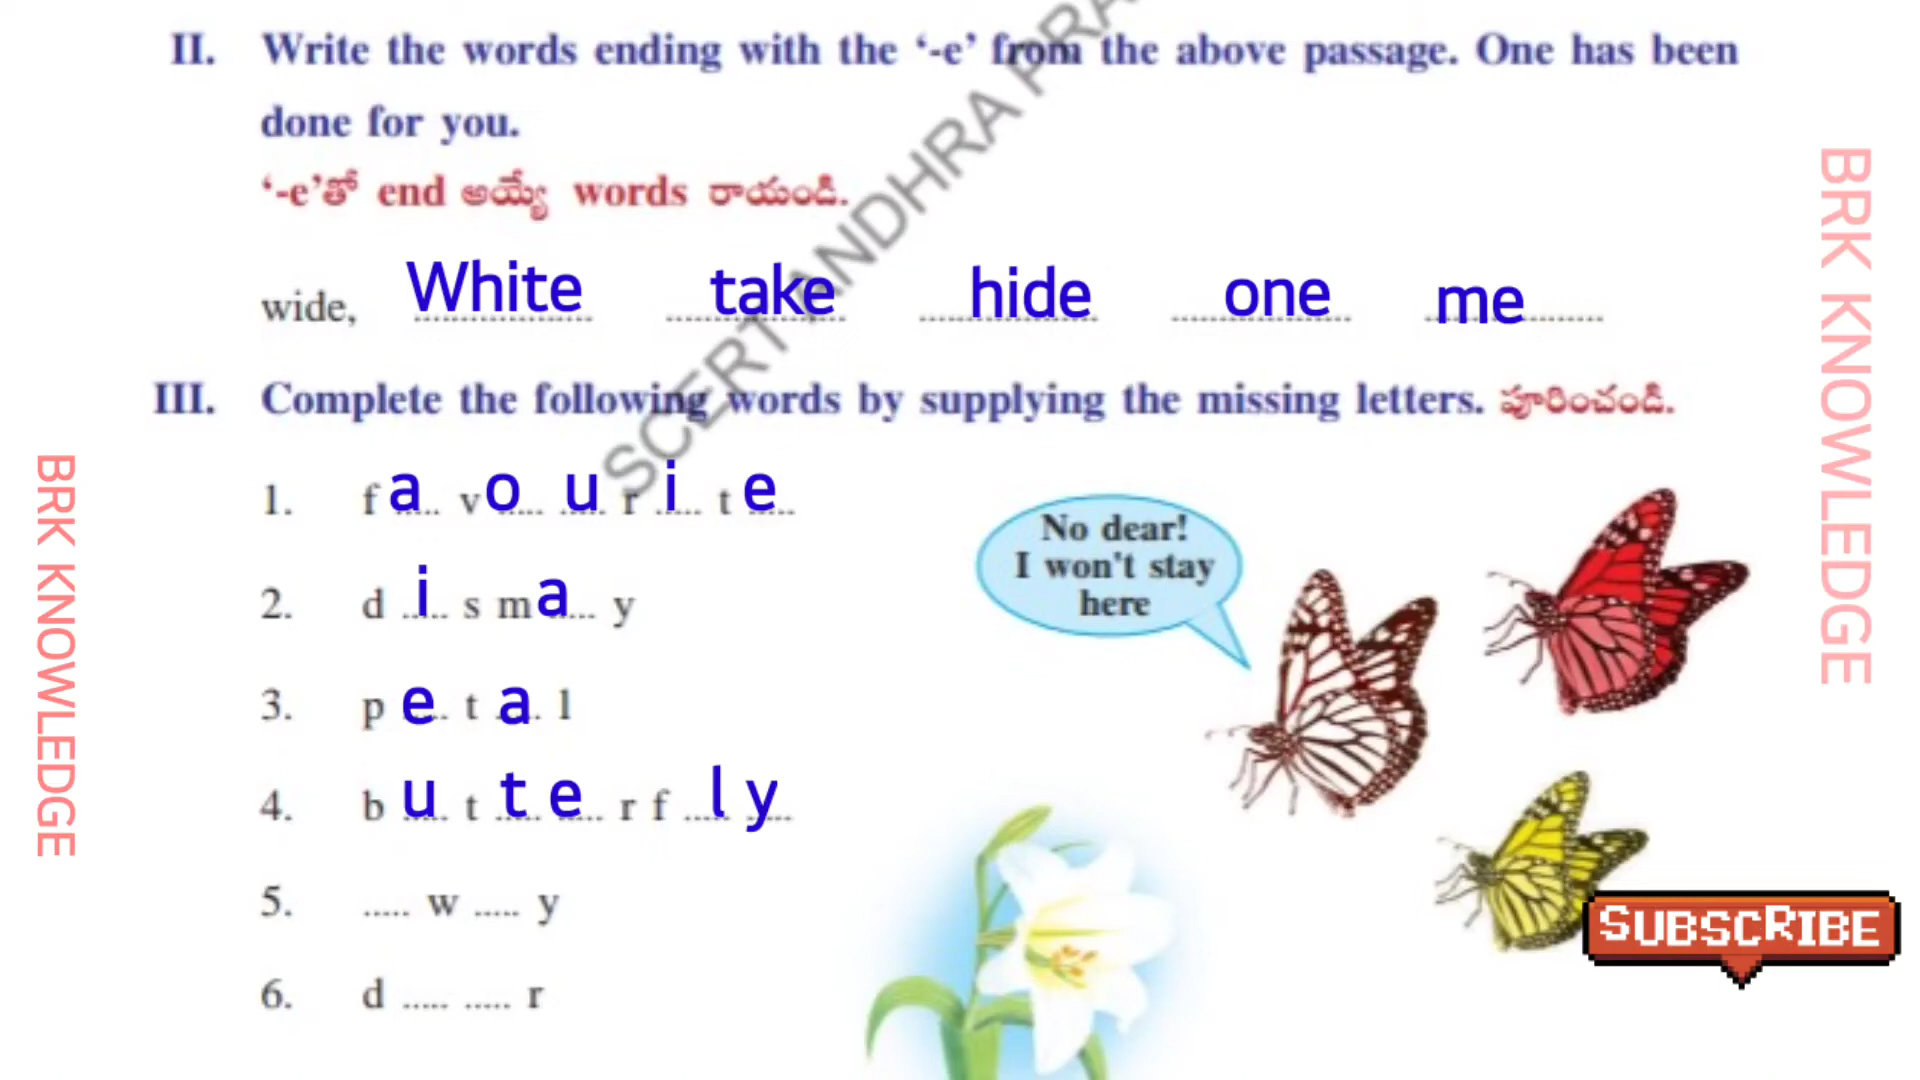 II. Write the words ending with the ‘-e’ from the above passage. One has been
done for you.
‘-e’తో end అయ్యే words రాయండి.
wide, White take hide one me
III. Complete the following words by supplying the missing letters. పూరించండి.
1. f a v o u r i t e
2. d i s m a y
3. p e t a l
4. b u t t e r f l y
5. ..... w ..... y
6. d ..... ..... r
No dear!
I won't stay
here
SCERT ANDHRA PRA
BRK KNOWLEDGE
BRK KNOWLEDGE
SUBSCRIBE